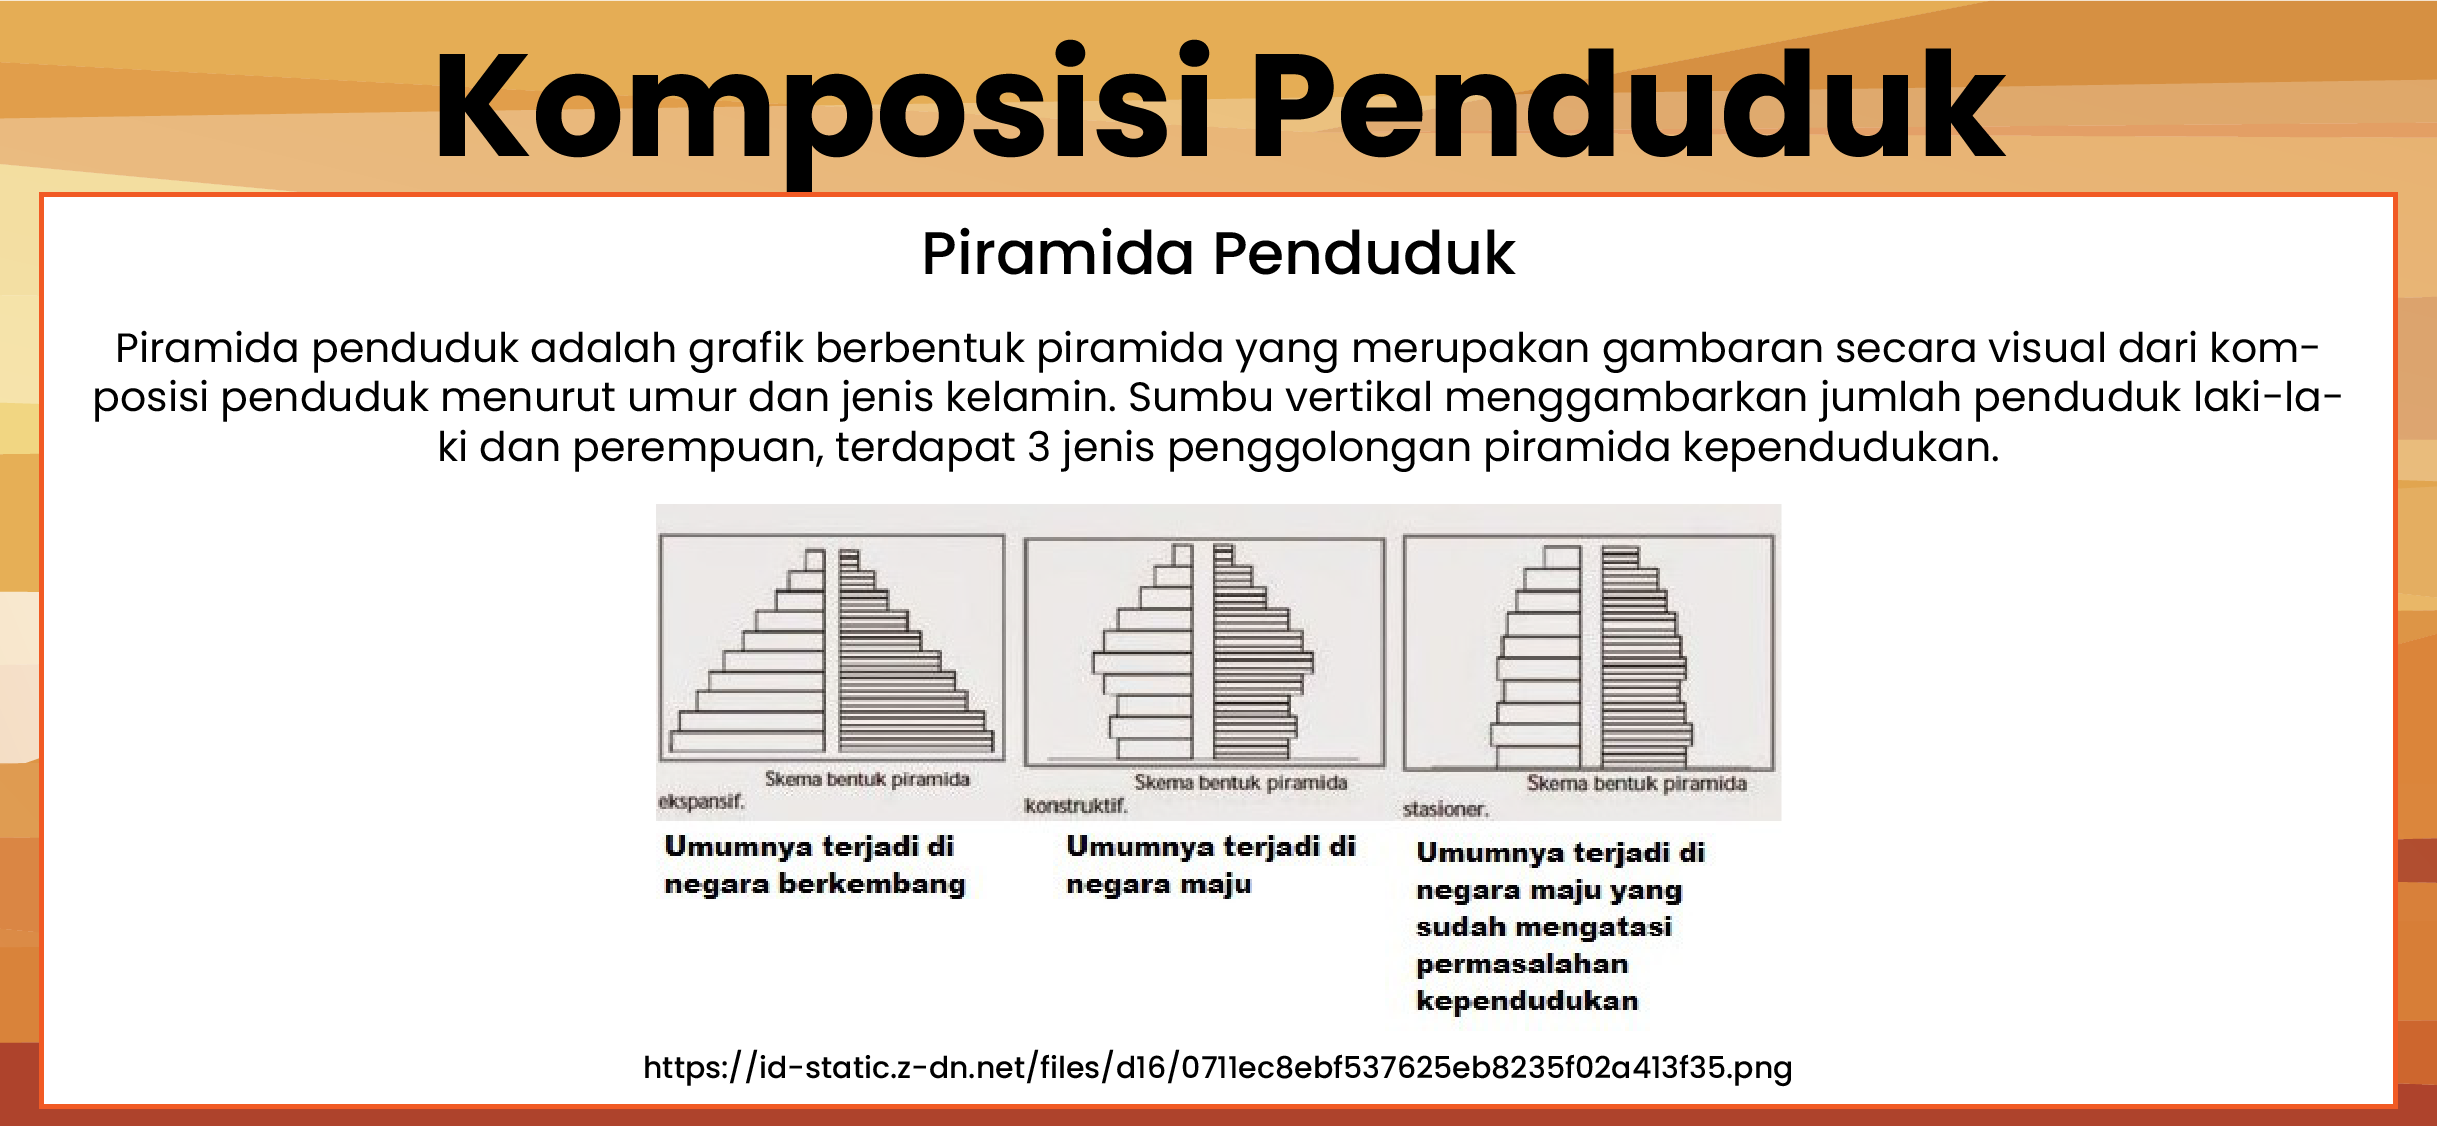 Komposisi Penduduk
Piramida Penduduk
Piramida penduduk adalah grafik berbentuk piramida yang merupakan gambaran secara visual dari kom-
posisi penduduk menurut umur dan jenis kelamin. Sumbu vertikal menggambarkan jumlah penduduk laki-la-
ki dan perempuan, terdapat 3 jenis penggolongan piramida kependudukan.
Skema bentuk piramida
ekspansif.
Umumnya terjadi di
negara berkembang
Skema bentuk piramida
konstruktif.
Umumnya terjadi di
negara maju
Skema bentuk piramida
stasioner.
Umumnya terjadi di
negara maju yang
sudah mengatasi
permasalahan
kependudukan
https://id-static.z-dn.net/files/d16/0711ec8ebf537625eb8235f02a413f35.png